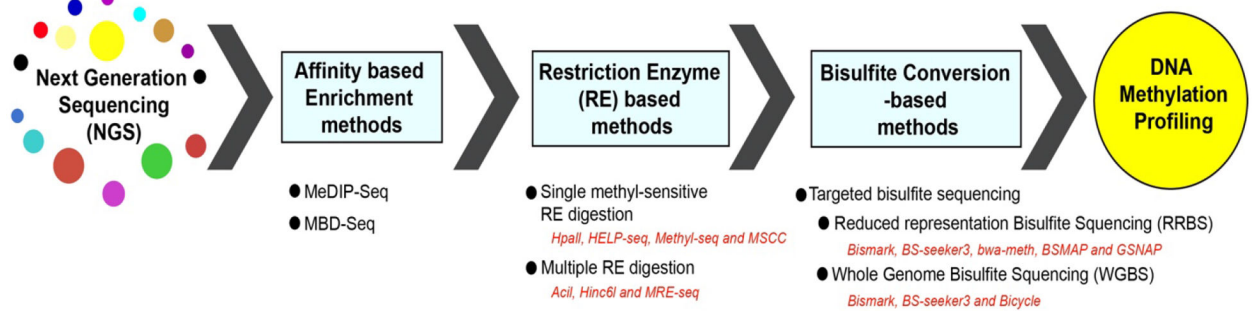 Next Generation
Sequencing
(NGS)
Affinity based
Enrichment
methods
MeDIP-Seq
MBD-Seq
Restriction Enzyme
(RE) based
methods
Single methyl-sensitive
RE digestion
HpaII, HELP-seq, Methyl-seq and MSCC
Multiple RE digestion
AciI, Hinc6I and MRE-seq
Bisulfite Conversion
-based
methods
Targeted bisulfite sequencing
Reduced representation Bisulfite Squencing (RRBS)
Bismark, BS-seeker3, bwa-meth, BSMAP and GSNAP
Whole Genome Bisulfite Squencing (WGBS)
Bismark, BS-seeker3 and Bicycle
DNA
Methylation
Profiling